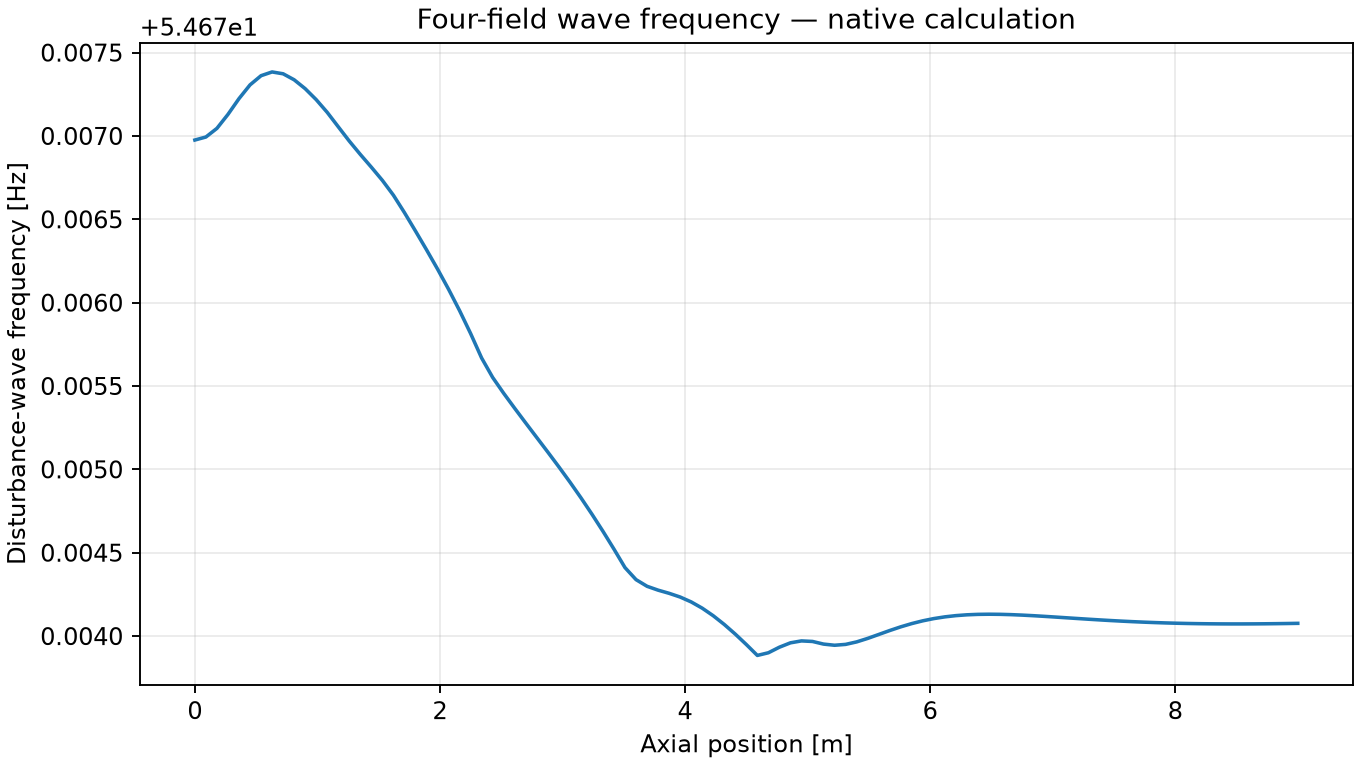 Four-field wave frequency — native calculation
+5.467e1
0.0075
0.0070
0.0065
0.0060
0.0055
0.0050
0.0045
0.0040
Disturbance-wave frequency [Hz]
0 2 4 6 8
Axial position [m]